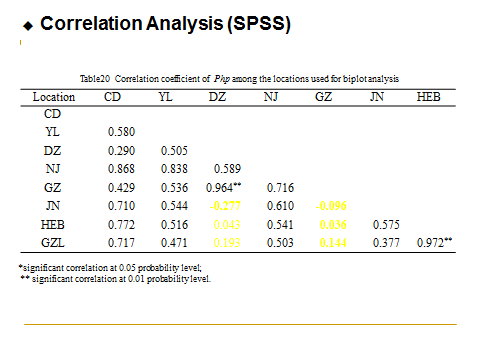 ◆ Correlation Analysis (SPSS)
Table20 Correlation coefficient of Php among the locations used for biplot analysis
Location CD YL DZ NJ GZ JN HEB
CD
YL 0.580
DZ 0.290 0.505
NJ 0.868 0.838 0.589
GZ 0.429 0.536 0.964** 0.716
JN 0.710 0.544 -0.277 0.610 -0.096
HEB 0.772 0.516 0.043 0.541 0.036 0.575
GZL 0.717 0.471 0.193 0.503 0.144 0.377 0.972**
*significant correlation at 0.05 probability level;
** significant correlation at 0.01 probability level.